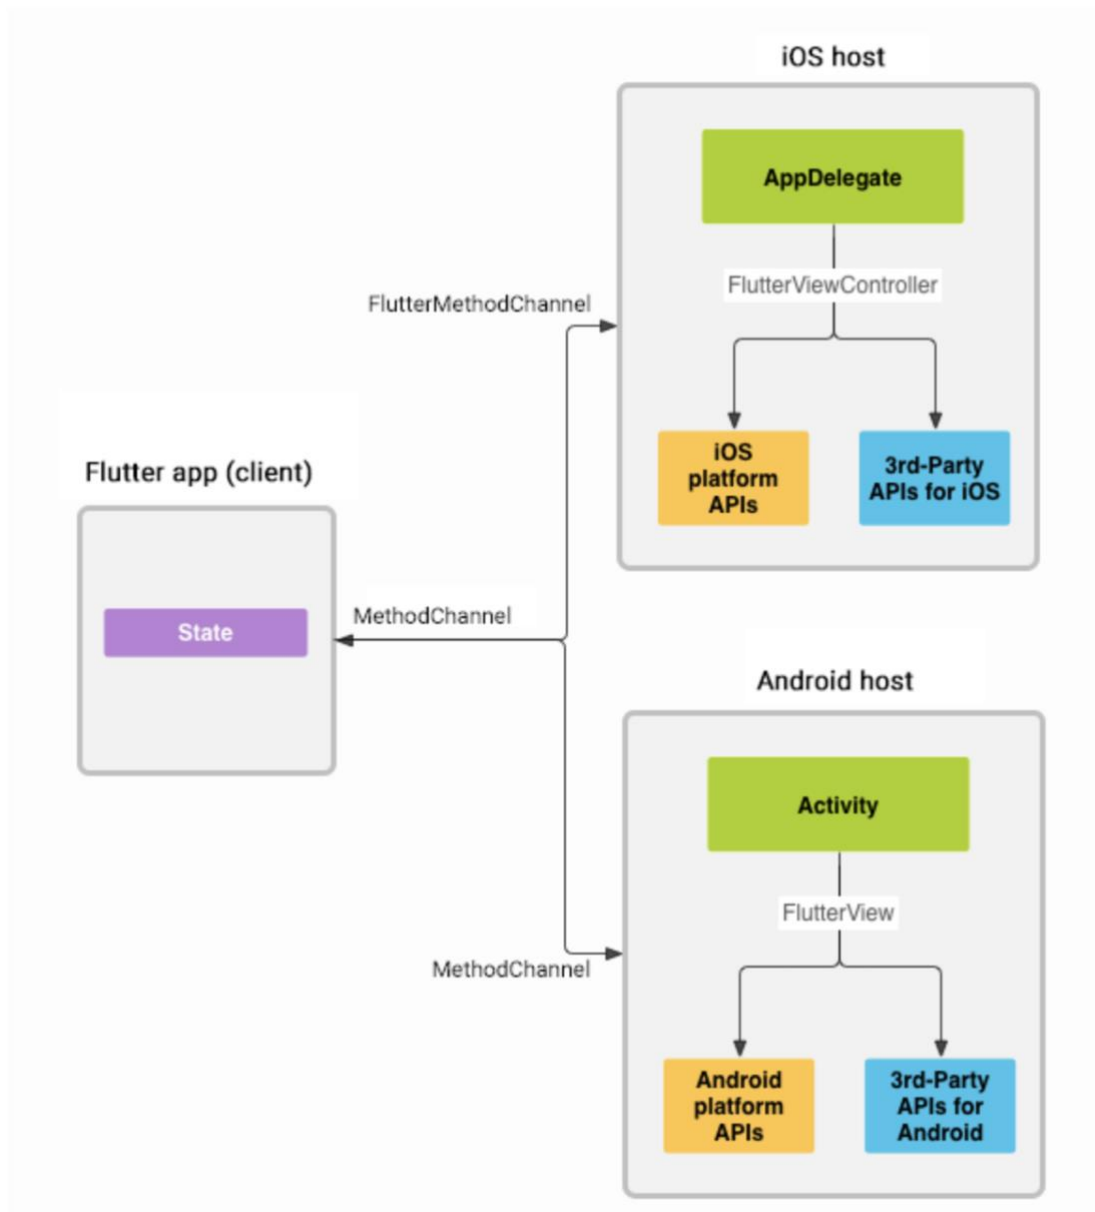 iOS host
AppDelegate
FlutterViewController
FlutterMethodChannel
iOS
platform
APIs
3rd-Party
APIs for iOS
Flutter app (client)
State
MethodChannel
Android host
Activity
FlutterView
MethodChannel
Android
platform
APIs
3rd-Party
APIs for
Android